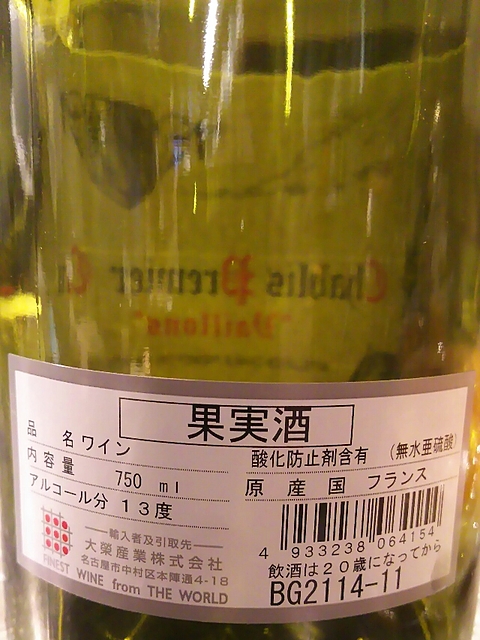 Chablis Premier Cru
"Vaillons"
果実酒
品 名 ワイン
内容量 750 ml
アルコール分 13度
酸化防止剤含有 (無水亜硫酸)
原産国 フランス
輸入者及引取先
大榮産業株式会社
名古屋市中村区本陣通4-18
FINEST WINE from THE WORLD
4 933238 064154
飲酒は20歳になってから
BG2114-11